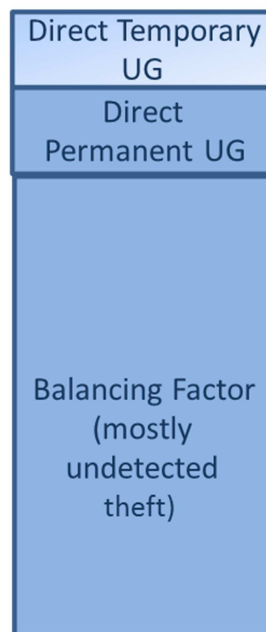 Direct Temporary
UG
Direct
Permanent UG
Balancing Factor
(mostly
undetected
theft)